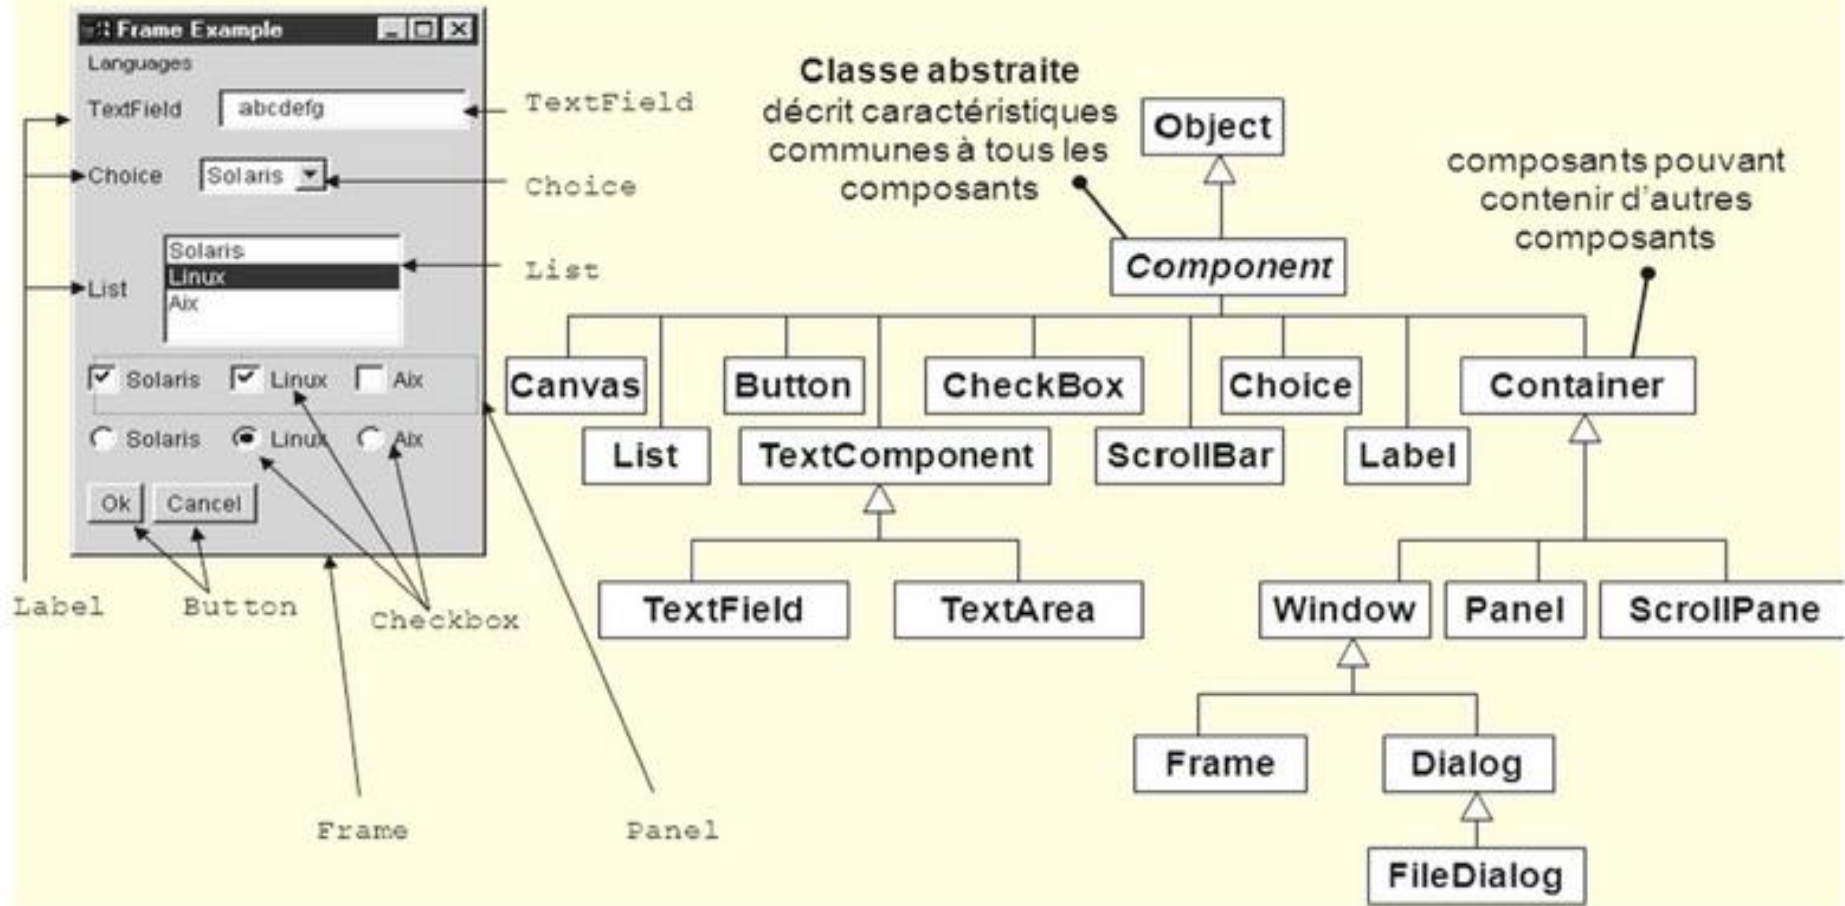 Frame Example
Languages
TextField
abcdefg
TextField
Choice
Solaris
Choice
Solaris
List
Linux
List
Aix
Solaris
Linux
Aix
Solaris
Linux
Aix
Ok
Cancel
Label
Button
Checkbox
Frame
Panel
Classe abstraite
décrit caractéristiques
communes à tous les
composants
Object
composants pouvant
contenir d'autres
composants
Component
Canvas
Button
CheckBox
Choice
Container
List
TextComponent
ScrollBar
Label
TextField
TextArea
Window
Panel
ScrollPane
Frame
Dialog
FileDialog